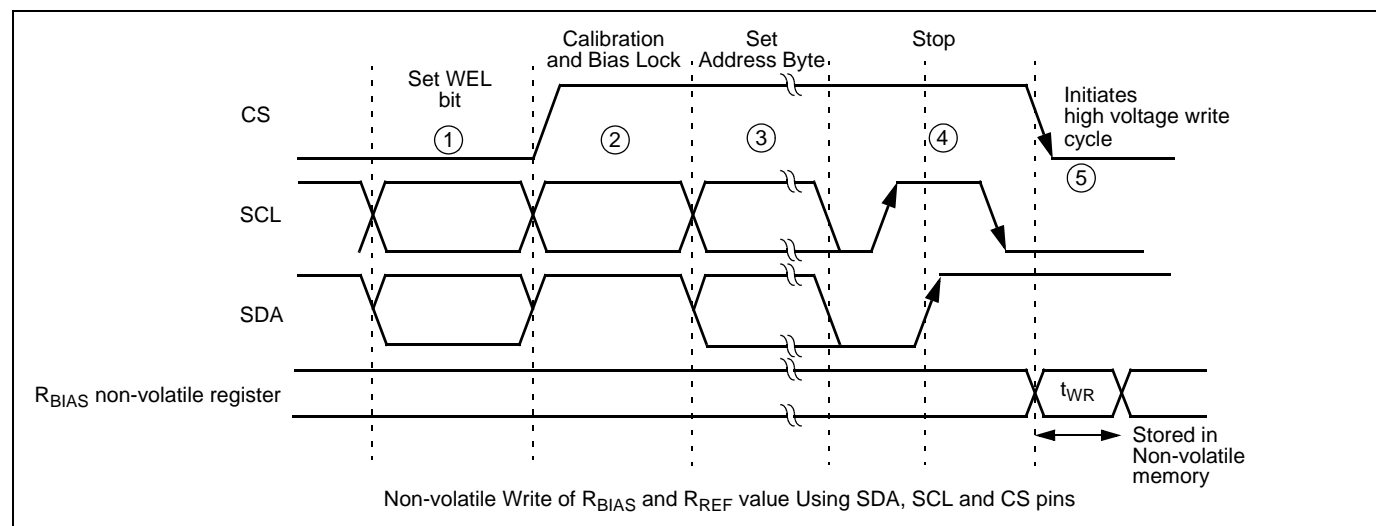 Calibration
and Bias Lock
Set
Address Byte
Stop
Set WEL
bit
CS
1
2
3
4
Initiates
high voltage write
cycle
5
SCL
SDA
RBIAS non-volatile register
tWR
Stored in
Non-volatile
memory
Non-volatile Write of RBIAS and RREF value Using SDA, SCL and CS pins